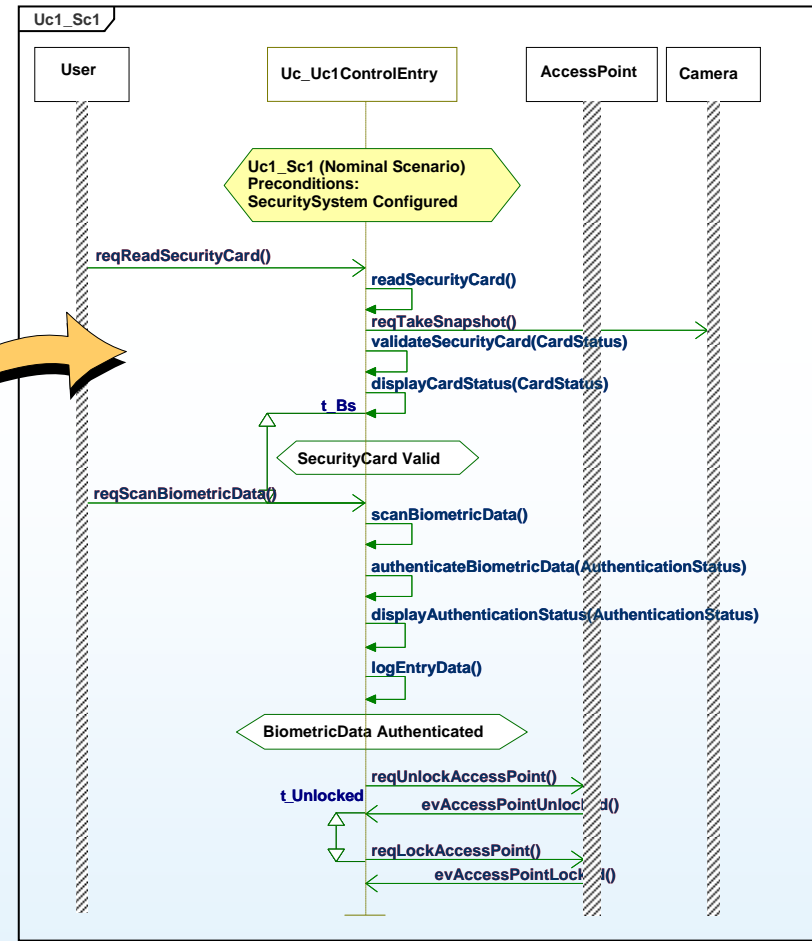 Uc1_Sc1
User
Uc_Uc1ControlEntry
AccessPoint
Camera
Uc1_Sc1 (Nominal Scenario)
Preconditions:
SecuritySystem Configured
reqReadSecurityCard()
readSecurityCard()
reqTakeSnapshot()
validateSecurityCard(CardStatus)
displayCardStatus(CardStatus)
t_Bs
SecurityCard Valid
reqScanBiometricData()
scanBiometricData()
authenticateBiometricData(AuthenticationStatus)
displayAuthenticationStatus(AuthenticationStatus)
logEntryData()
BiometricData Authenticated
reqUnlockAccessPoint()
t_Unlocked
evAccessPointUnlocked()
reqLockAccessPoint()
evAccessPointLocked()